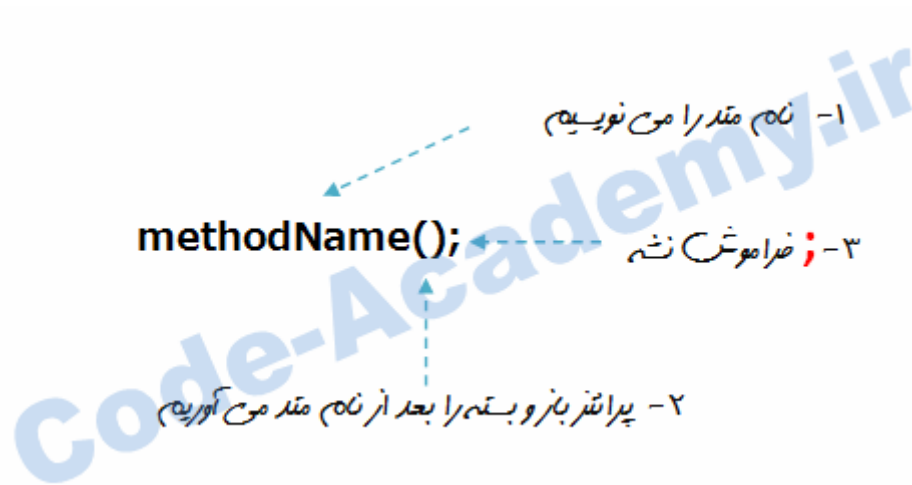 ۱- نام متد را می نویسیم
methodName();
۳- ; فراموش نشه
۲- پرانتز باز و بسته را بعد از نام متد می آوریم
Code-Academy.ir